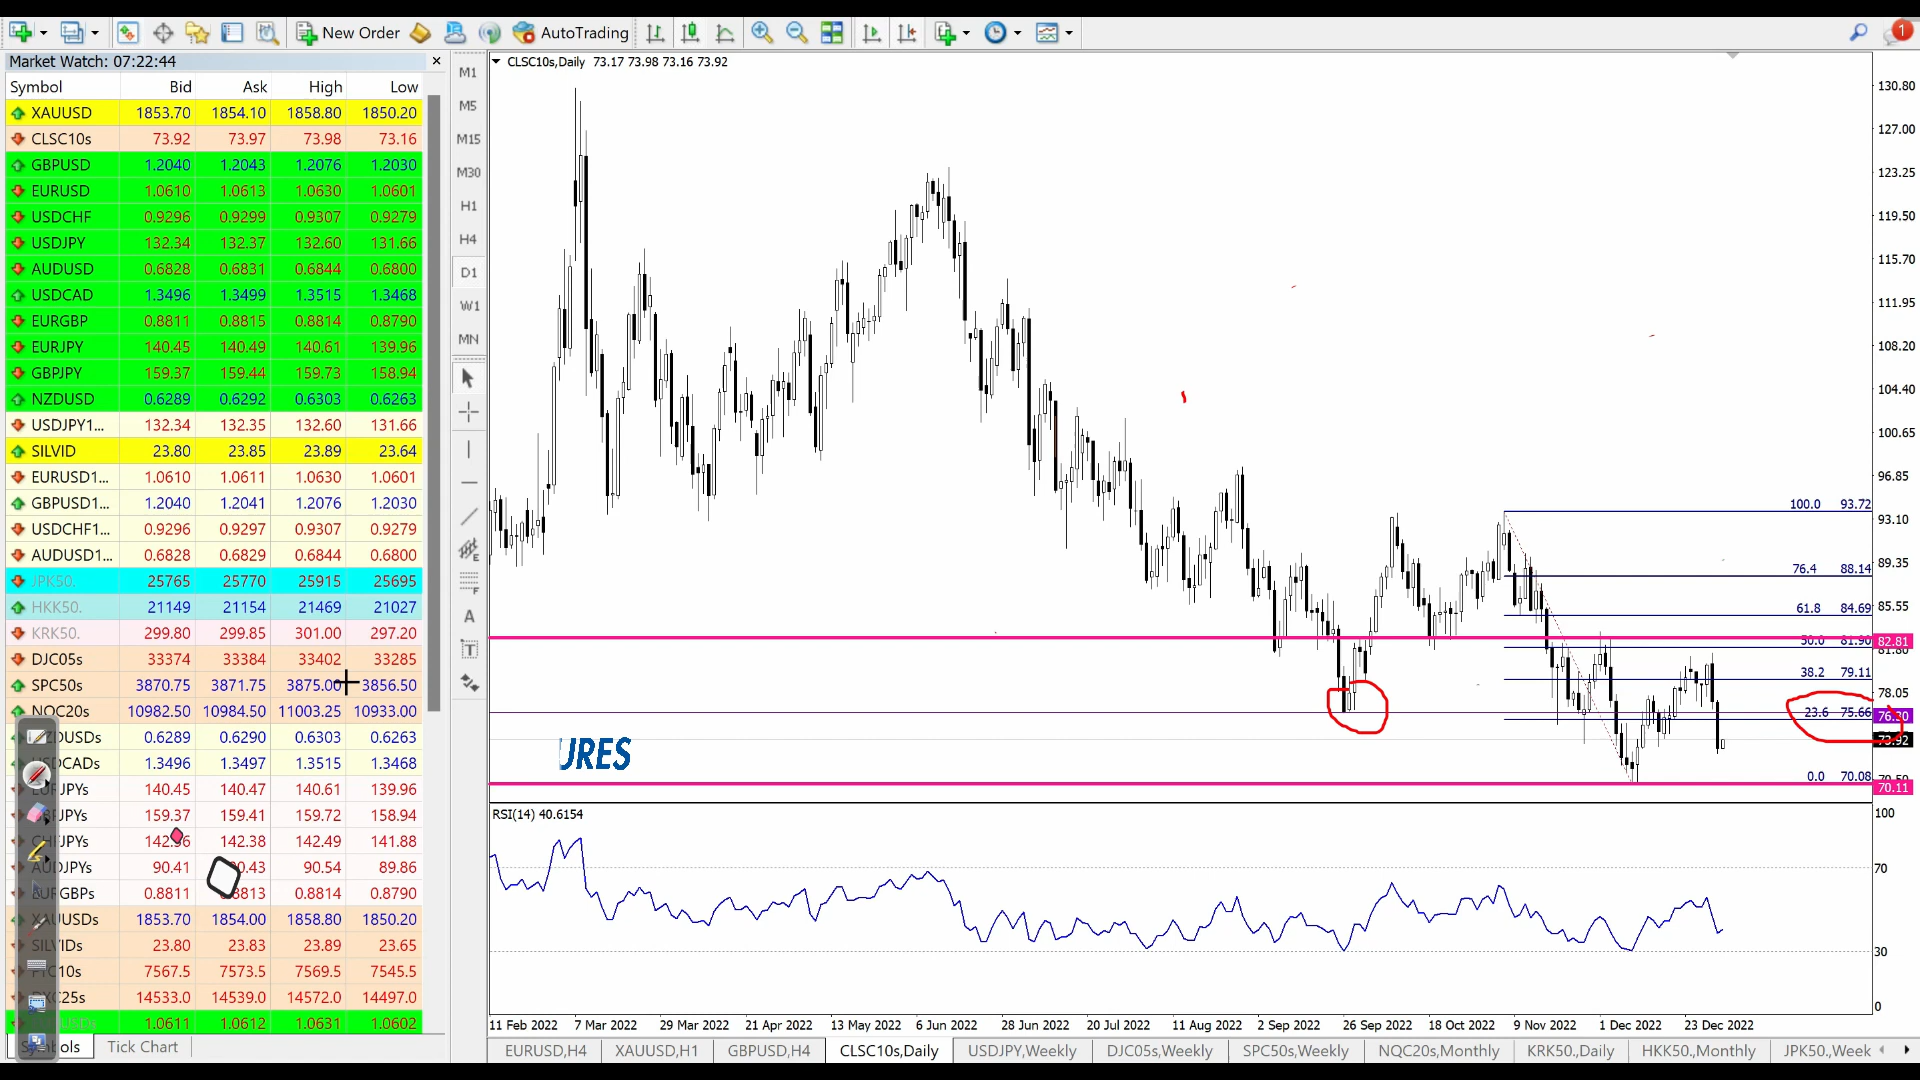 New Order
AutoTrading
1
Market Watch: 07:22:44
Symbol Bid Ask High Low
XAUUSD 1853.70 1854.10 1858.80 1850.20
CLSC10s 73.92 73.97 73.98 73.16
GBPUSD 1.2040 1.2043 1.2076 1.2030
EURUSD 1.0610 1.0613 1.0630 1.0601
USDCHF 0.9296 0.9299 0.9307 0.9279
USDJPY 132.34 132.37 132.60 131.66
AUDUSD 0.6828 0.6831 0.6844 0.6800
USDCAD 1.3496 1.3499 1.3515 1.3468
EURGBP 0.8811 0.8815 0.8814 0.8790
EURJPY 140.45 140.49 140.61 139.96
GBPJPY 159.37 159.44 159.73 158.94
NZDUSD 0.6289 0.6292 0.6303 0.6263
USDJPY1... 132.34 132.35 132.60 131.66
SILVID 23.80 23.85 23.89 23.64
EURUSD1... 1.0610 1.0611 1.0630 1.0601
GBPUSD1... 1.2040 1.2041 1.2076 1.2030
USDCHF1... 0.9296 0.9297 0.9307 0.9279
AUDUSD1... 0.6828 0.6829 0.6844 0.6800
JPK50. 25765 25770 25915 25695
HKK50. 21149 21154 21469 21027
KRK50. 299.80 299.85 301.00 297.20
DJC05s 33374 33384 33402 33285
SPC50s 3870.75 3871.75 3875.00 3856.50
NQC20s 10982.50 10984.50 11003.25 10933.00
ZDUSDs 0.6289 0.6290 0.6303 0.6263
CADs 1.3496 1.3497 1.3515 1.3468
JPYs 140.45 140.47 140.61 139.96
JPYs 159.37 159.41 159.72 158.94
JPYs 142.38 142.49 141.88
JPYs 90.41 90.54 89.86
GBPs 0.8811 0.8814 0.8790
XAUUSDs 1853.70 1854.00 1858.80 1850.20
SILVIDs 23.80 23.83 23.89 23.65
10s 7567.5 7573.5 7569.5 7545.5
C25s 14533.0 14539.0 14572.0 14497.0
1.0611 1.0612 1.0631 1.0602
Tick Chart
M1
M5
M15
M30
H1
H4
D1
W1
MN
E
F
A
T
CLSC10s,Daily 73.17 73.98 73.16 73.92
130.80
127.00
123.25
119.50
115.70
111.95
108.20
104.40
100.65
96.85
100.0 93.72
93.10
76.4 88.14
89.35
61.8 84.69
85.55
50.0 81.90
82.81
81.80
38.2 79.11
78.05
23.6 75.66
76.20
73.92
0.0 70.08
70.11
URES
RSI(14) 40.6154
100
70
30
0
11 Feb 2022 7 Mar 2022 29 Mar 2022 21 Apr 2022 13 May 2022 6 Jun 2022 28 Jun 2022 20 Jul 2022 11 Aug 2022 2 Sep 2022 26 Sep 2022 18 Oct 2022 9 Nov 2022 1 Dec 2022 23 Dec 2022
EURUSD,H4 XAUUSD,H1 GBPUSD,H4 CLSC10s,Daily USDJPY,Weekly DJC05s,Weekly SPC50s,Weekly NQC20s,Monthly KRK50.,Daily HKK50.,Monthly JPK50.,Week